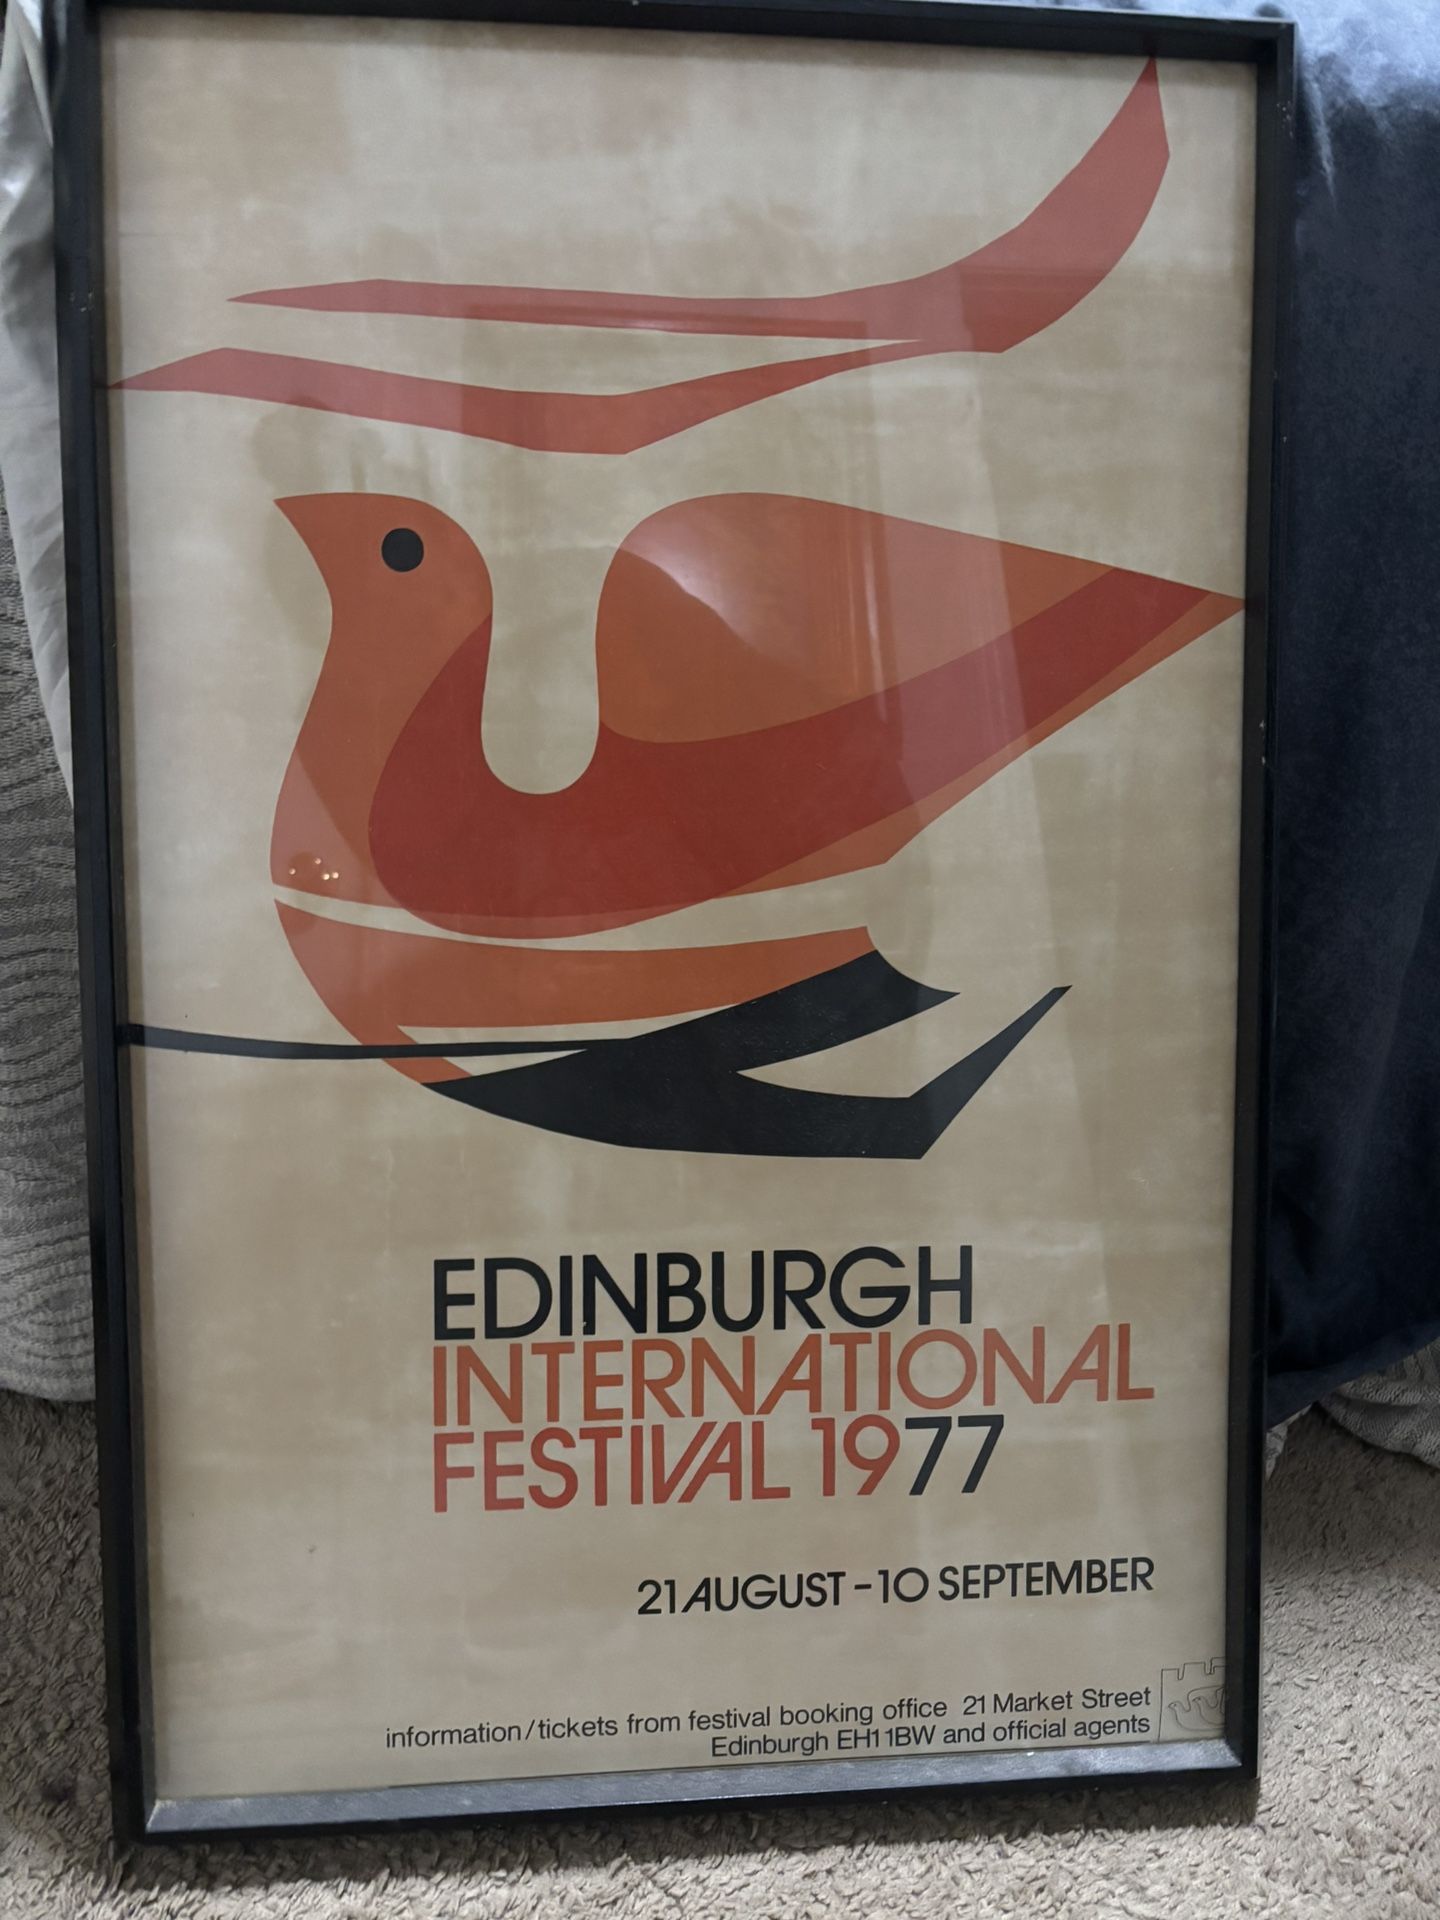 EDINBURGH
INTERNATIONAL
FESTIVAL 1977
21 AUGUST – 10 SEPTEMBER
information/tickets from festival booking office 21 Market Street
Edinburgh EH1 1BW and official agents